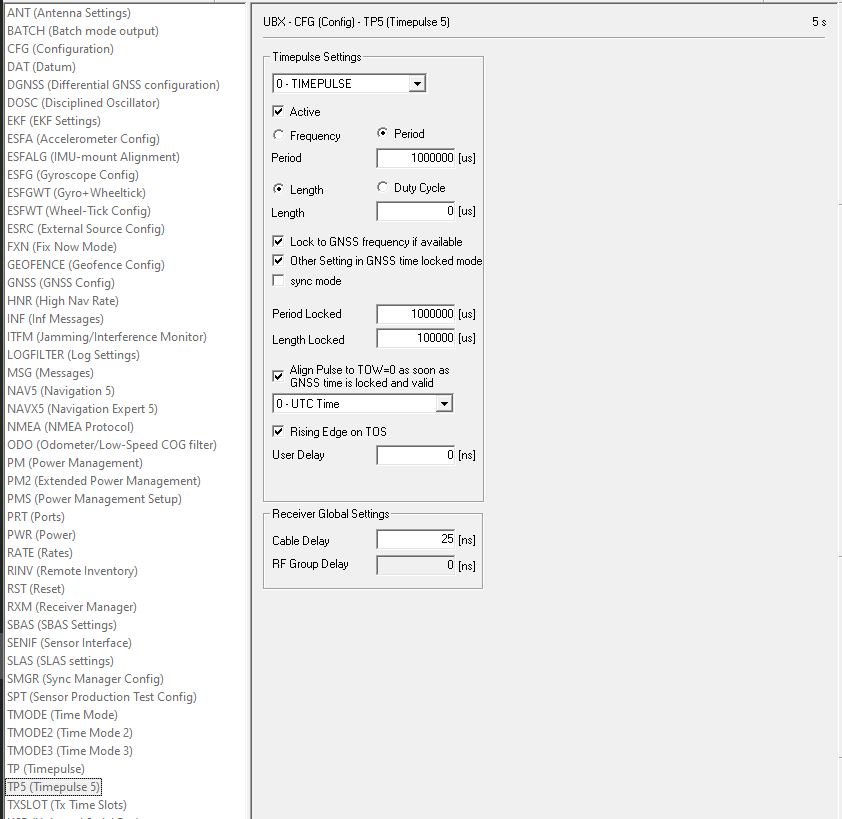 ANT (Antenna Settings)
BATCH (Batch mode output)
CFG (Configuration)
DAT (Datum)
DGNSS (Differential GNSS configuration)
DOSC (Disciplined Oscillator)
EKF (EKF Settings)
ESFA (Accelerometer Config)
ESFALG (IMU-mount Alignment)
ESFG (Gyroscope Config)
ESFGWT (Gyro+Wheeltick)
ESFWT (Wheel-Tick Config)
ESRC (External Source Config)
FXN (Fix Now Mode)
GEOFENCE (Geofence Config)
GNSS (GNSS Config)
HNR (High Nav Rate)
INF (Inf Messages)
ITFM (Jamming/Interference Monitor)
LOGFILTER (Log Settings)
MSG (Messages)
NAV5 (Navigation 5)
NAVX5 (Navigation Expert 5)
NMEA (NMEA Protocol)
ODO (Odometer/Low-Speed COG filter)
PM (Power Management)
PM2 (Extended Power Management)
PMS (Power Management Setup)
PRT (Ports)
PWR (Power)
RATE (Rates)
RINV (Remote Inventory)
RST (Reset)
RXM (Receiver Manager)
SBAS (SBAS Settings)
SENIF (Sensor Interface)
SLAS (SLAS settings)
SMGR (Sync Manager Config)
SPT (Sensor Production Test Config)
TMODE (Time Mode)
TMODE2 (Time Mode 2)
TMODE3 (Time Mode 3)
TP (Timepulse)
TP5 (Timepulse 5)
TXSLOT (Tx Time Slots)
UBX - CFG (Config) - TP5 (Timepulse 5) 5 s
Timepulse Settings
0 - TIMEPULSE
Active
Frequency Period
Period 1000000 [us]
Length Duty Cycle
Length 0 [us]
Lock to GNSS frequency if available
Other Setting in GNSS time locked mode
sync mode
Period Locked 1000000 [us]
Length Locked 100000 [us]
Align Pulse to TOW=0 as soon as
GNSS time is locked and valid
0 - UTC Time
Rising Edge on TOS
User Delay 0 [ns]
Receiver Global Settings
Cable Delay 25 [ns]
RF Group Delay 0 [ns]